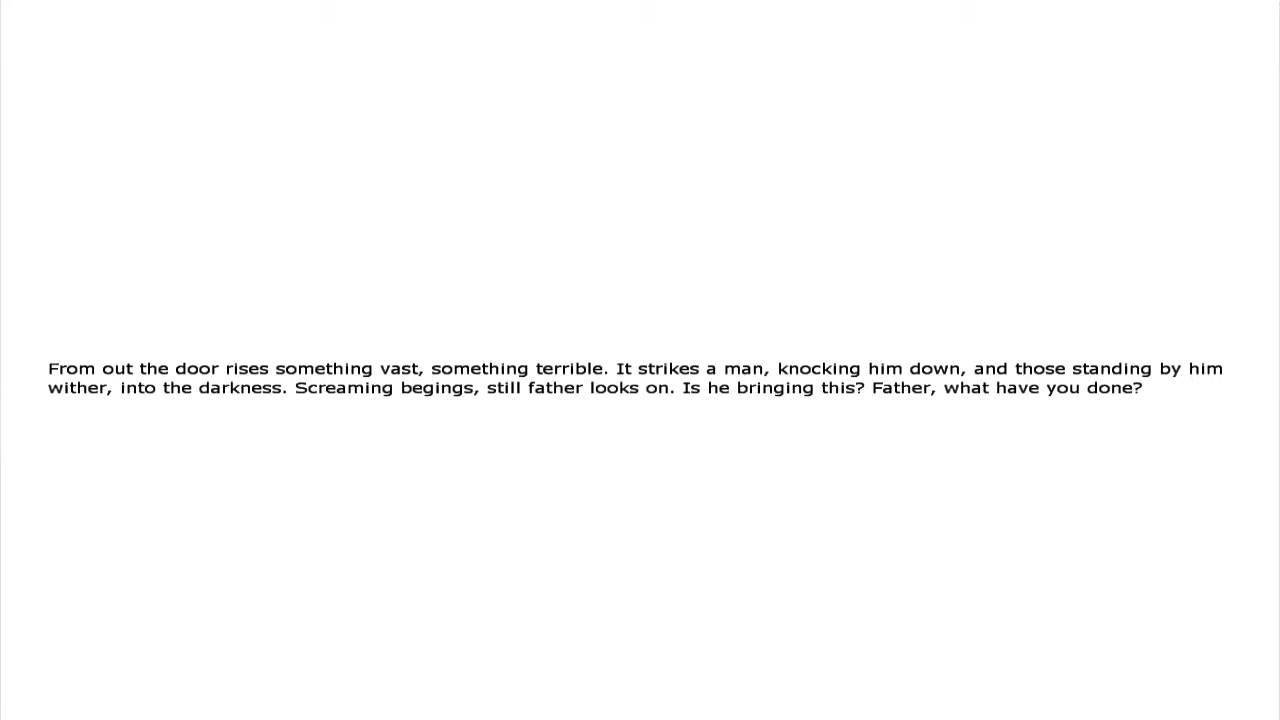 From out the door rises something vast, something terrible. It strikes a man, knocking him down, and those standing by him
wither, into the darkness. Screaming begings, still father looks on. Is he bringing this? Father, what have you done?